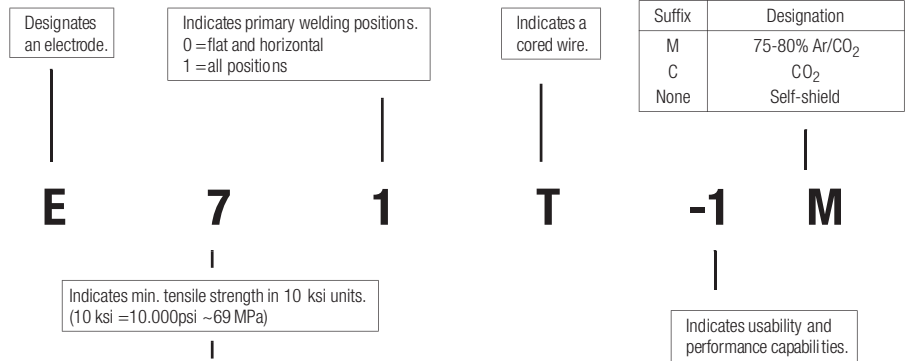 Designates
an electrode.
Indicates primary welding positions.
0 =flat and horizontal
1 =all positions
Indicates a
cored wire.
Suffix Designation
M 75-80% Ar/CO2
C CO2
None Self-shield
E 7 1 T -1 M
Indicates min. tensile strength in 10 ksi units.
(10 ksi =10.000psi ~69 MPa)
Indicates usability and
performance capabilities.